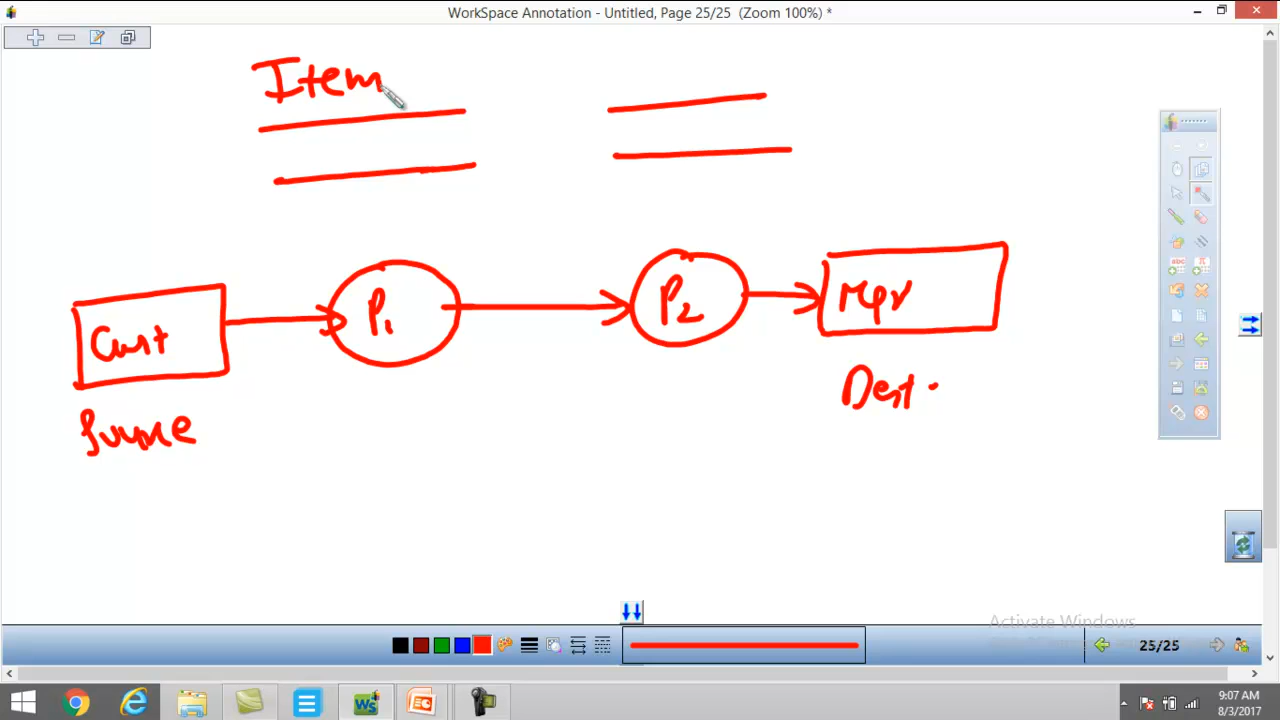 WorkSpace Annotation - Untitled, Page 25/25 (Zoom 100%) *
Item
Cust
P1
P2
Mgr
Source
Dest.
Activate Windows
25/25
9:07 AM
8/3/2017